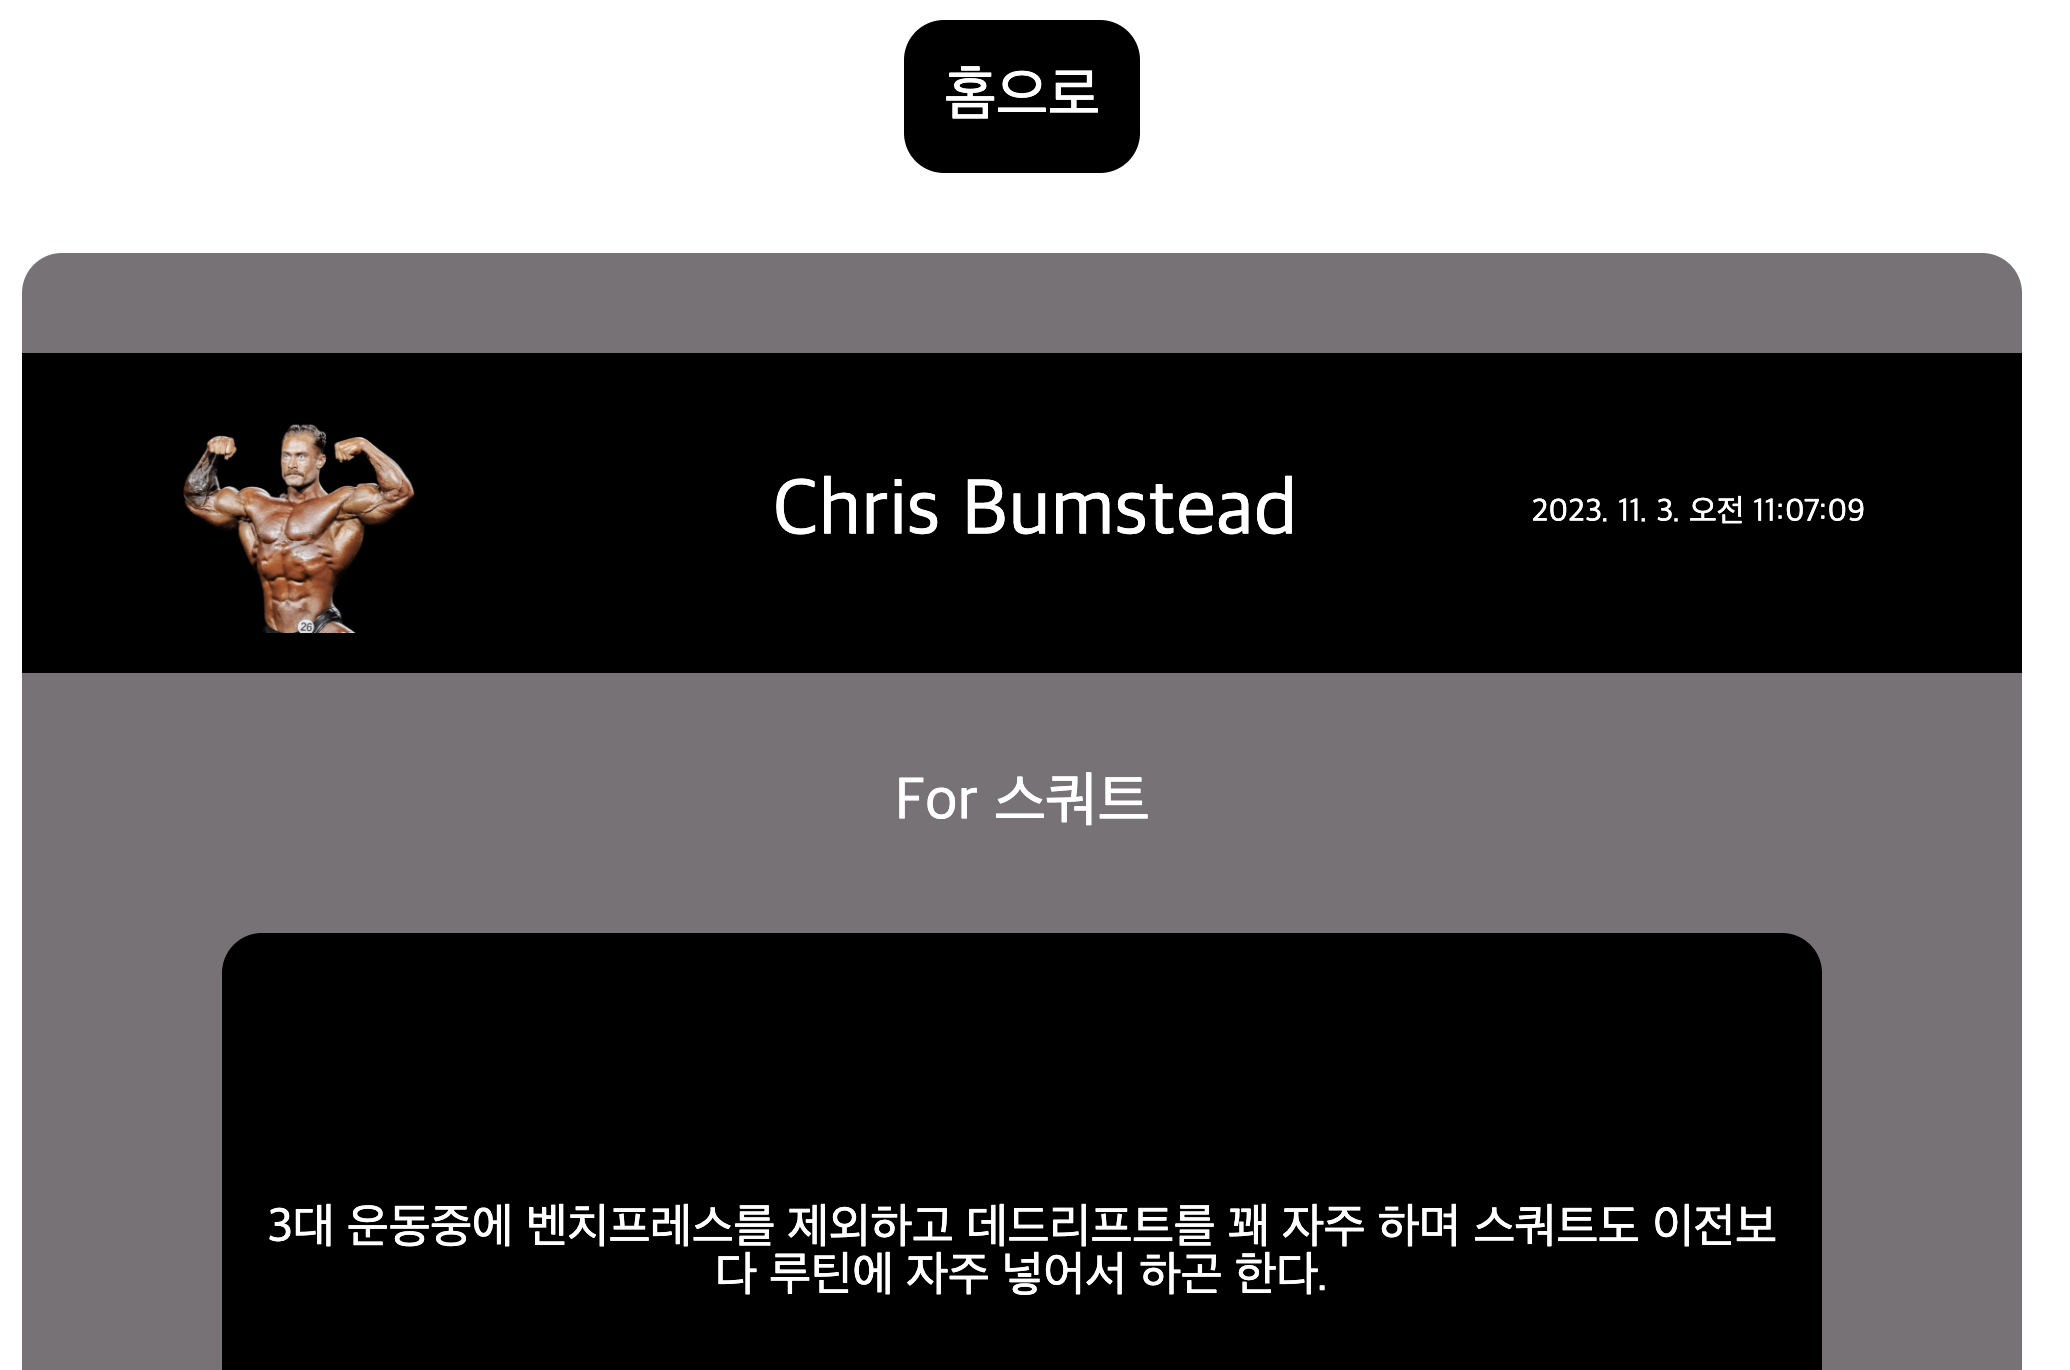 홈으로
Chris Bumstead
2023. 11. 3. 오전 11:07:09
26
For 스쿼트
3대 운동중에 벤치프레스를 제외하고 데드리프트를 꽤 자주 하며 스쿼트도 이전보
다 루틴에 자주 넣어서 하곤 한다.